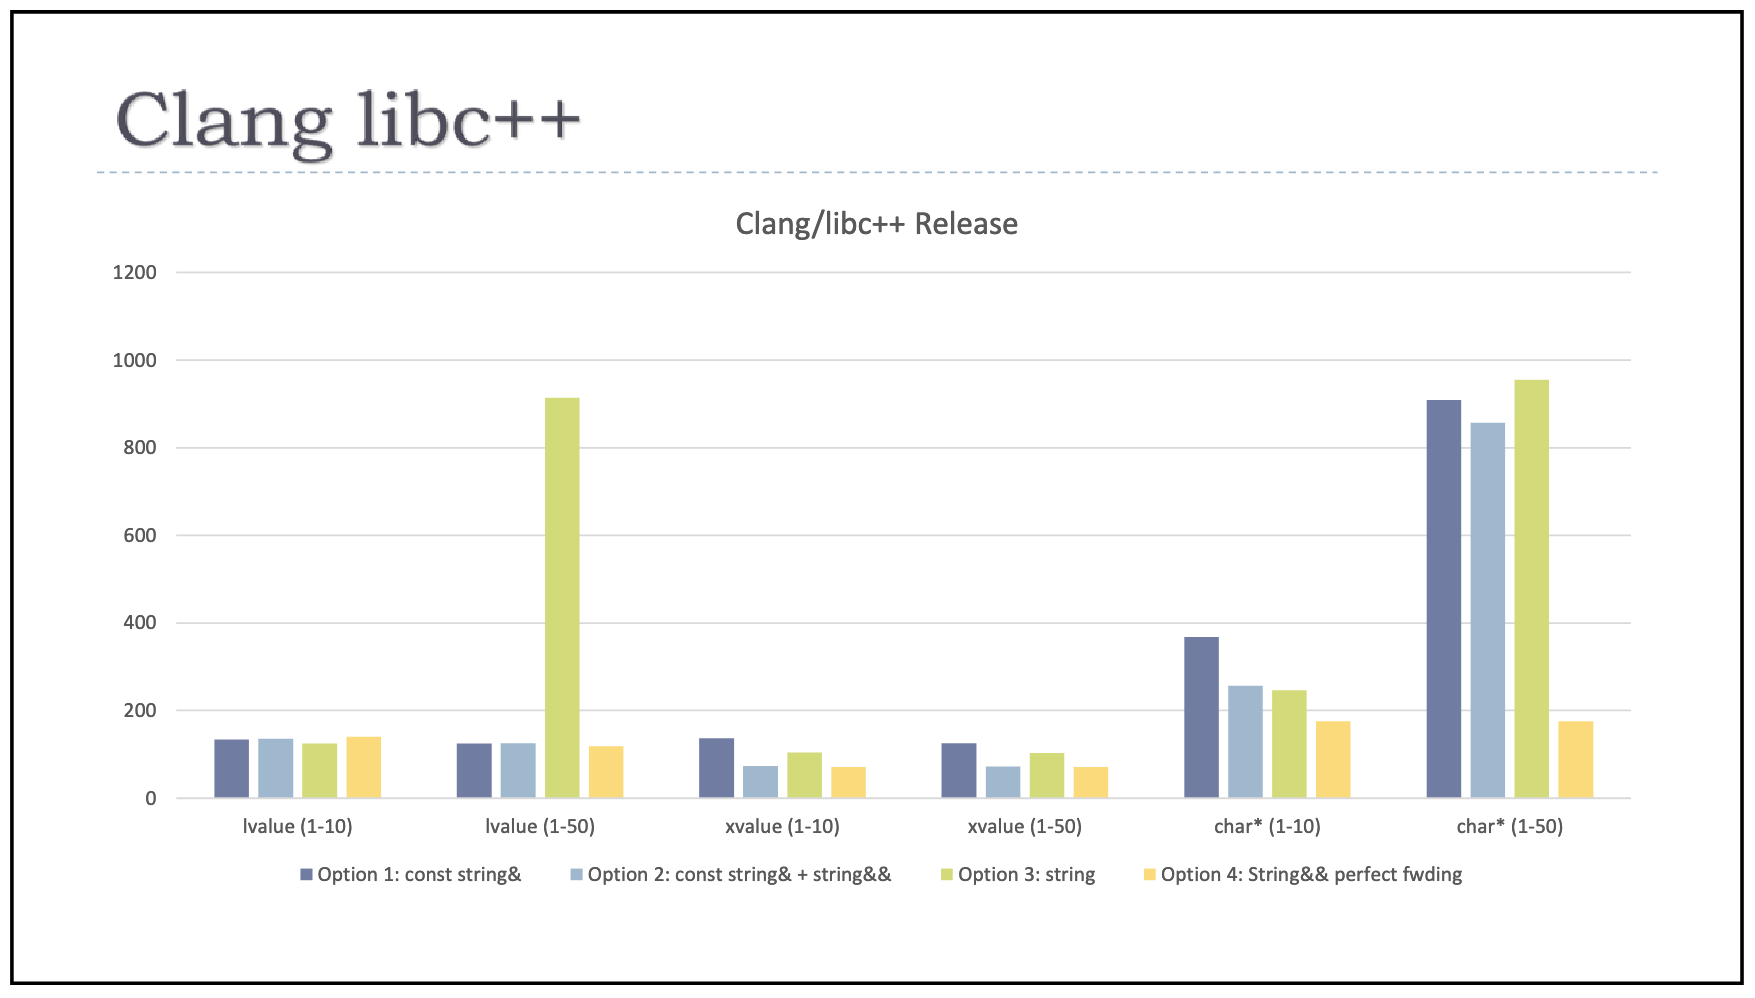 Clang libc++
Clang/libc++ Release
1200
1000
800
600
400
200
0
lvalue (1-10) lvalue (1-50) xvalue (1-10) xvalue (1-50) char* (1-10) char* (1-50)
Option 1: const string& Option 2: const string& + string&& Option 3: string Option 4: String&& perfect fwding